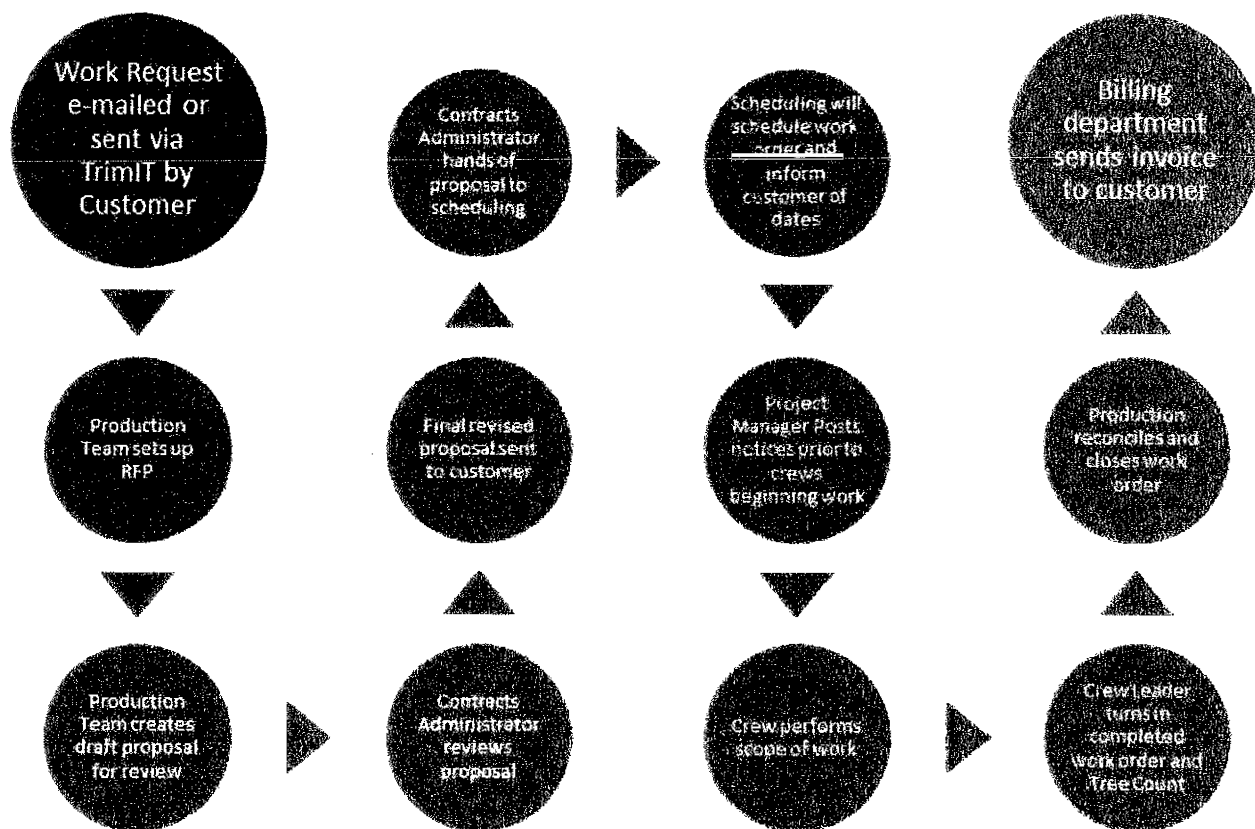 Work Request
e-mailed or
sent via
TrimIT by
Customer
Production
Team sets up
RFP
Production
Team creates
draft proposal
for review
Contracts
Administrator
reviews
proposal
Final revised
proposal sent
to customer
Contracts
Administrator
hands of
proposal to
scheduling
Scheduling will
schedule work
order and
inform
customer of
dates
Project
Manager Posts
notices prior to
crews
beginning work
Crew performs
scope of work
Crew Leader
turns in
completed
work order and
Tree Count
Production
reconciles and
closes work
order
Billing
department
sends invoice
to customer